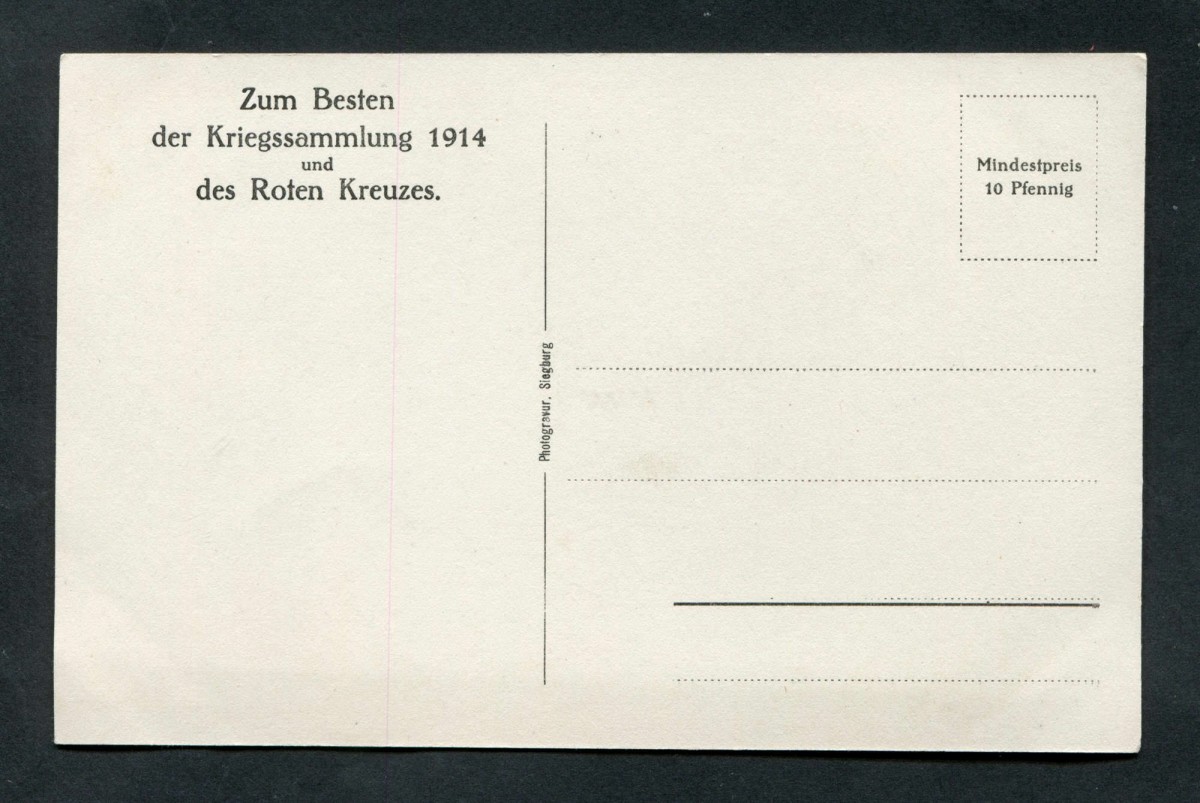 Zum Besten
der Kriegssammlung 1914
und
des Roten Kreuzes.
Photogravur, Siegburg
Mindestpreis
10 Pfennig